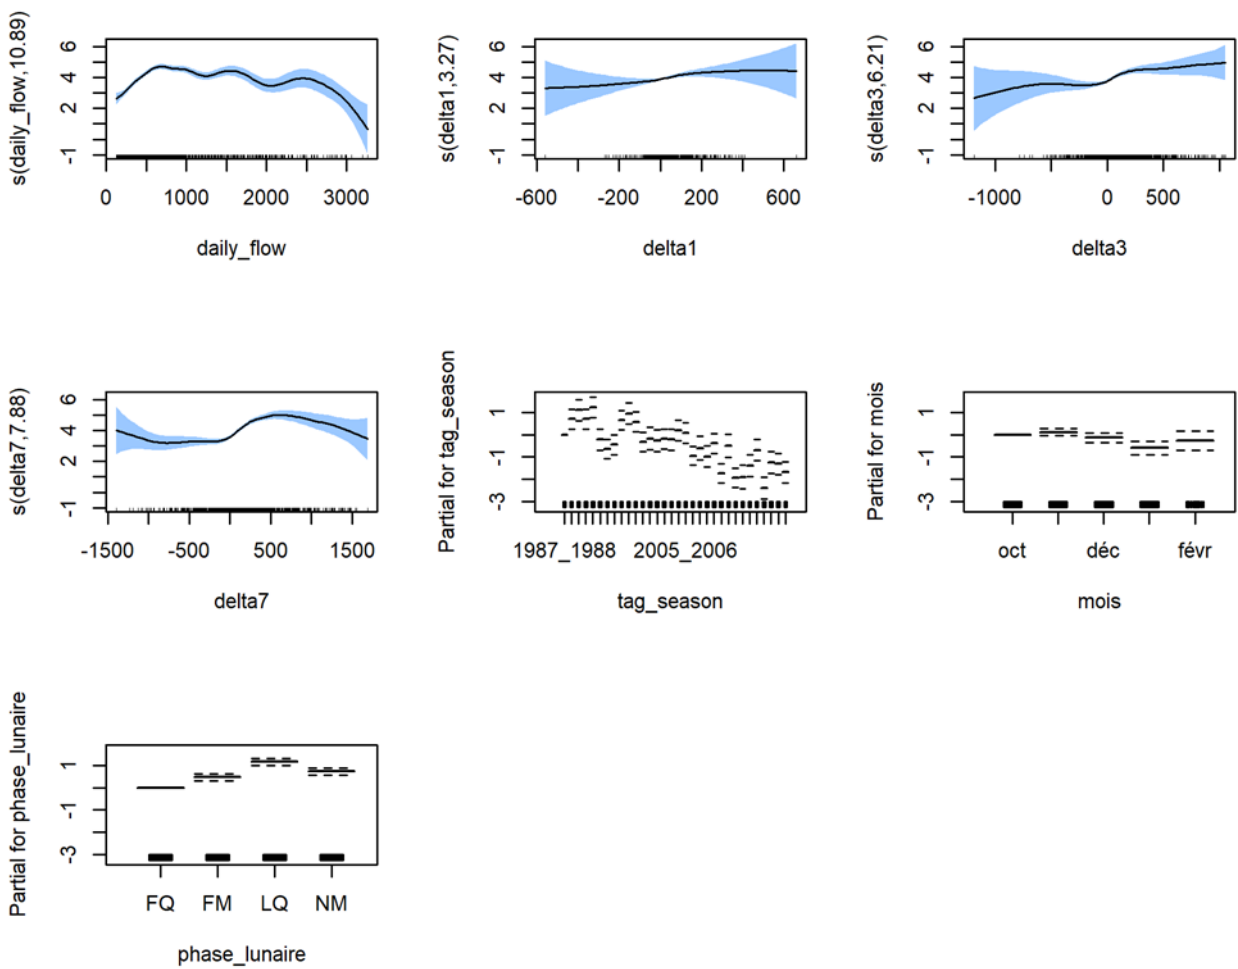 s(daily_flow,10.89)
6
4
2
-1
0
1000
2000
3000
daily_flow
s(delta1,3.27)
6
4
2
-1
-600
-200
200
600
delta1
s(delta3,6.21)
6
4
2
-1
-1000
0
500
delta3
s(delta7,7.88)
6
4
2
-1
-1500
-500
500
1500
delta7
Partial for tag_season
1
-1
-3
1987_1988
2005_2006
tag_season
Partial for mois
1
-1
-3
oct
déc
févr
mois
Partial for phase_lunaire
1
-1
-3
FQ
FM
LQ
NM
phase_lunaire